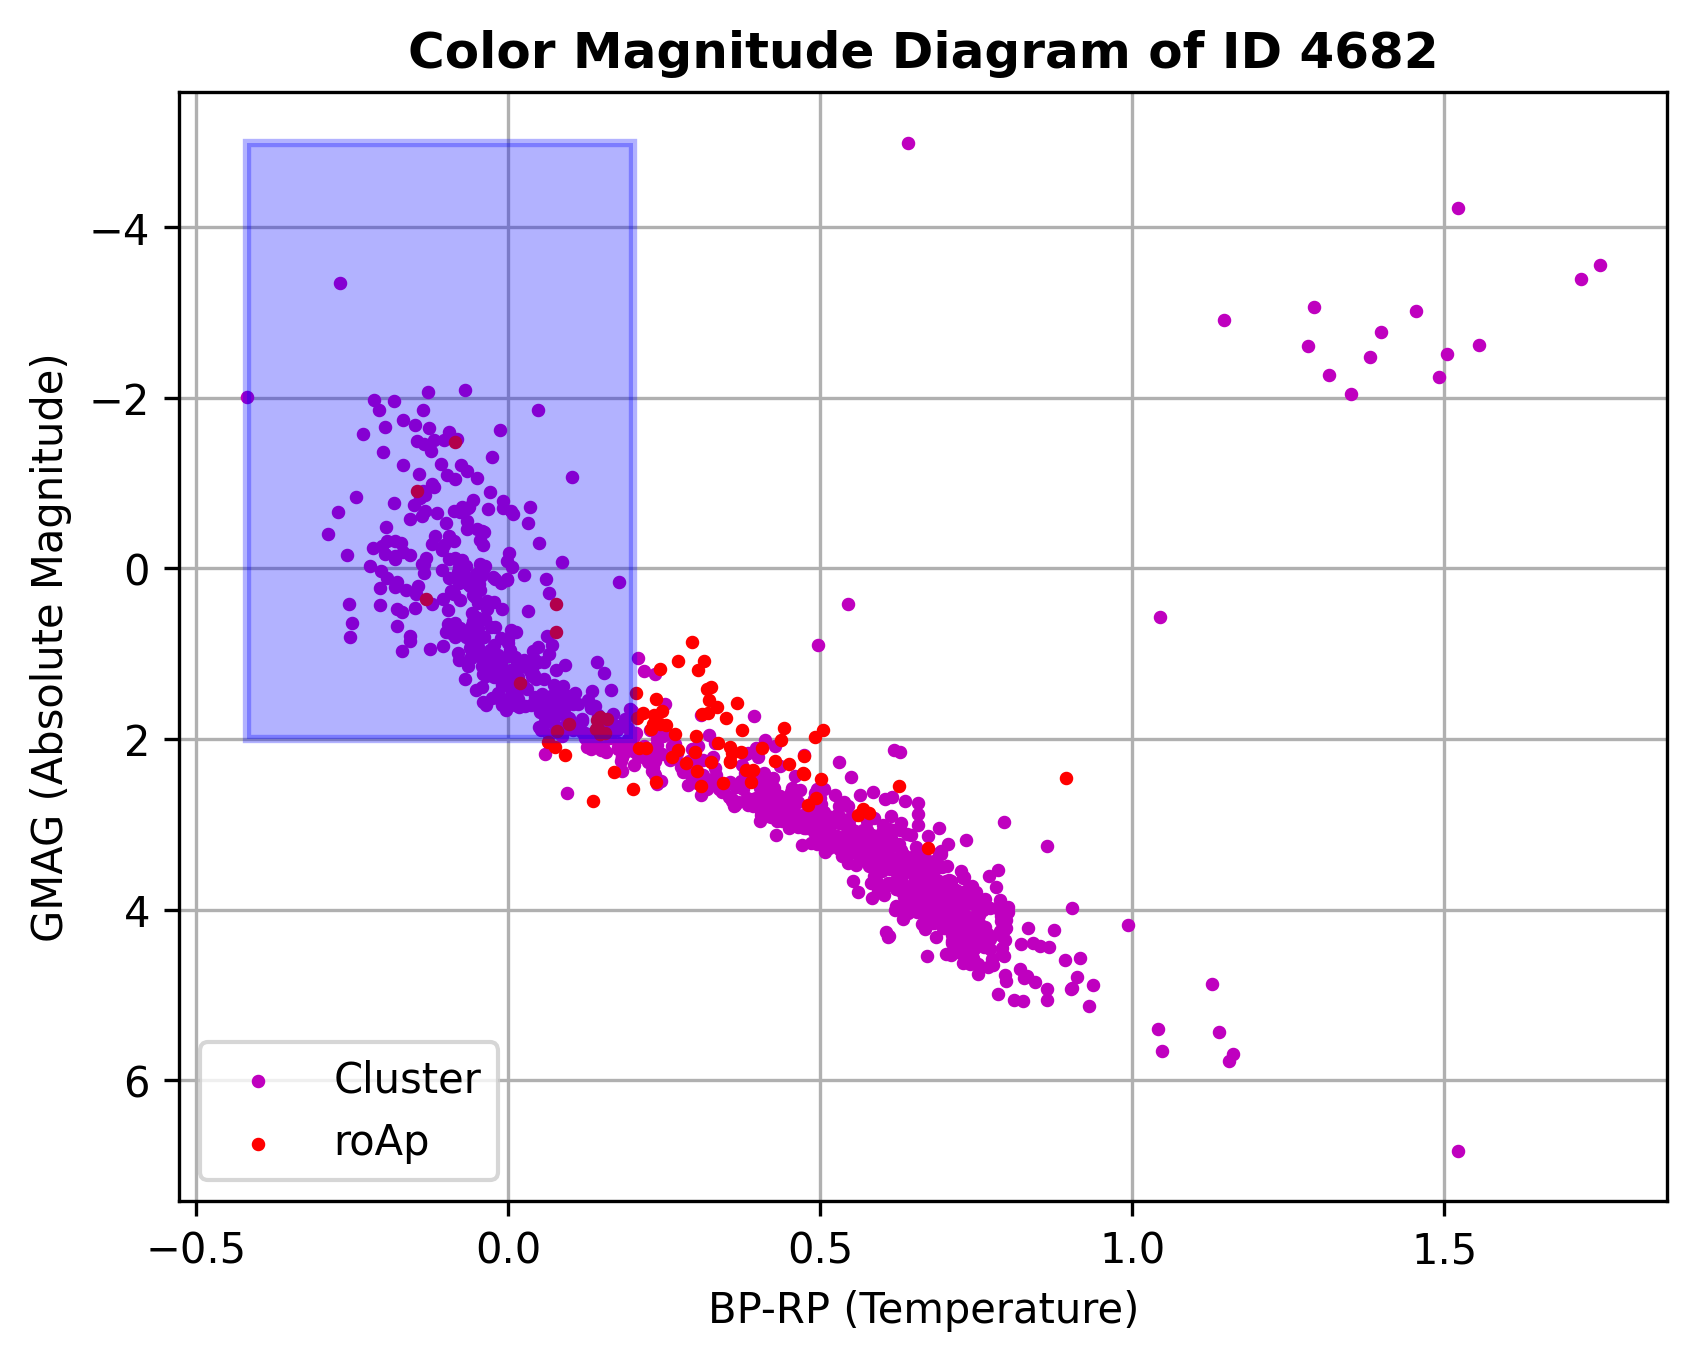 Color Magnitude Diagram of ID 4682
GMAG (Absolute Magnitude)
−4
−2
0
2
4
6
Cluster
roAp
−0.5 0.0 0.5 1.0 1.5
BP-RP (Temperature)